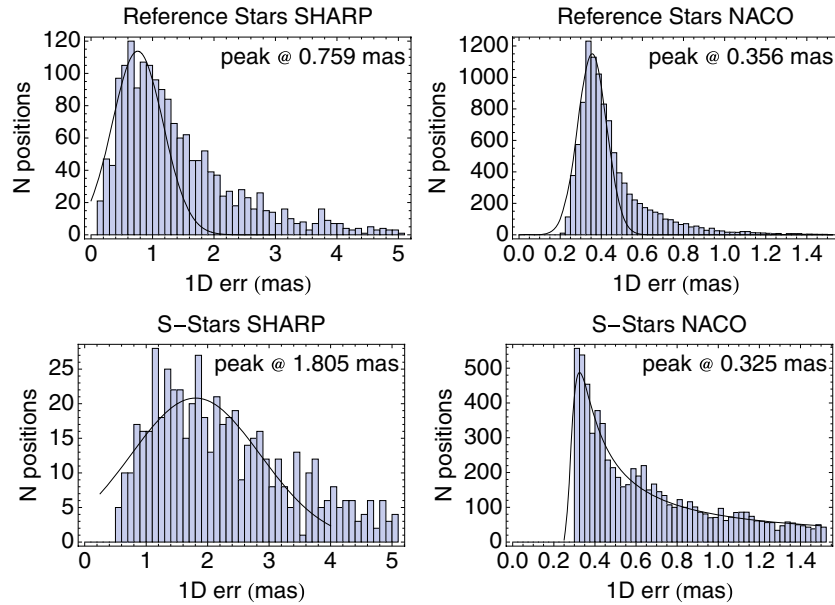 Reference Stars SHARP
peak @ 0.759 mas
N positions
120
100
80
60
40
20
0
0 1 2 3 4 5
1D err (mas)
Reference Stars NACO
peak @ 0.356 mas
N positions
1200
1000
800
600
400
200
0
0.0 0.2 0.4 0.6 0.8 1.0 1.2 1.4
1D err (mas)
S-Stars SHARP
peak @ 1.805 mas
N positions
25
20
15
10
5
0
0 1 2 3 4 5
1D err (mas)
S-Stars NACO
peak @ 0.325 mas
N positions
500
400
300
200
100
0
0.0 0.2 0.4 0.6 0.8 1.0 1.2 1.4
1D err (mas)